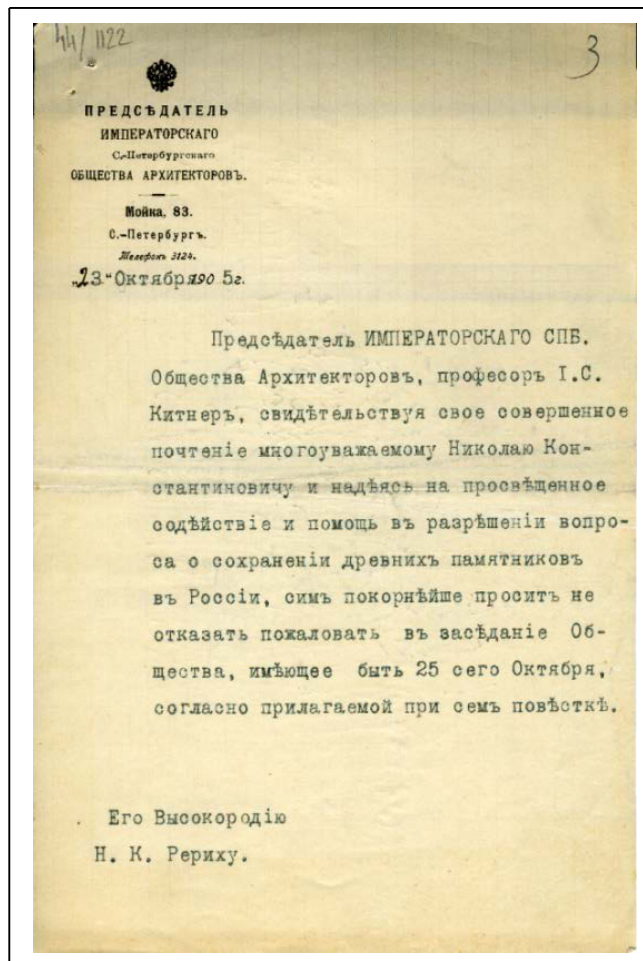 44/1122
3
ПРЕДСѢДАТЕЛЬ
ИМПЕРАТОРСКАГО
С.-Петербургскаго
ОБЩЕСТВА АРХИТЕКТОРОВЪ.
Мойка, 83.
С.-Петербургъ.
Телефонъ 3124.
„23“ Октября 190 5г.
Предсѣдатель ИМПЕРАТОРСКАГО СПБ.
Общества Архитекторовъ, професоръ І.С.
Китнеръ, свидѣтельствуя свое совершенное
почтеніе многоуважаемому Николаю Кон-
стантиновичу и надѣясь на просвѣщенное
содѣйствіе и помощь въ разрѣшеніи вопро-
са о сохраненіи древнихъ памятниковъ
въ Россіи, симъ покорнѣйше проситъ не
отказать пожаловать въ засѣданіе Об-
щества, имѣющее быть 25 сего Октября,
согласно прилагаемой при семъ повѣсткѣ.
Его Высокородію
Н. К. Рериху.